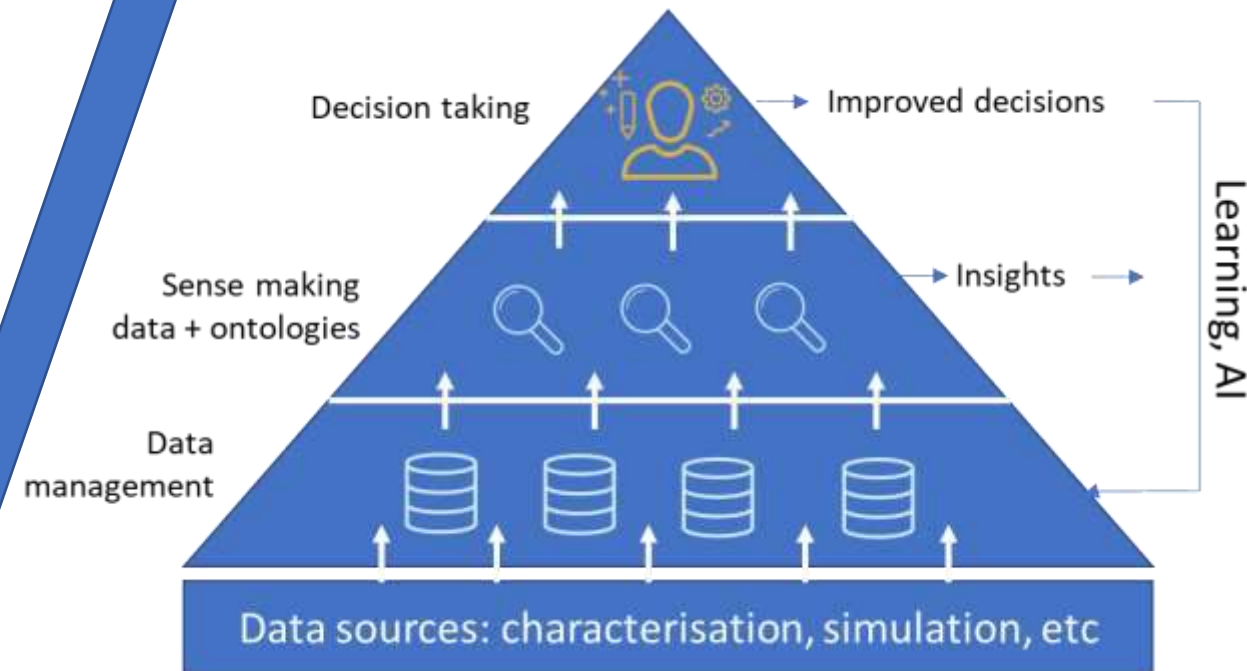 Decision taking
Improved decisions
Sense making
data + ontologies
Insights
Learning, AI
Data
management
Data sources: characterisation, simulation, etc